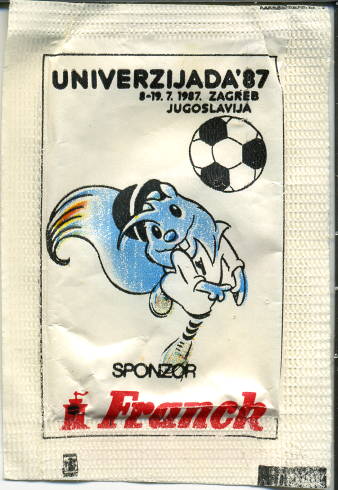 UNIVERZIJADA'87
8-19. 7. 1987. ZAGREB
JUGOSLAVIJA
SPONZOR
Franck